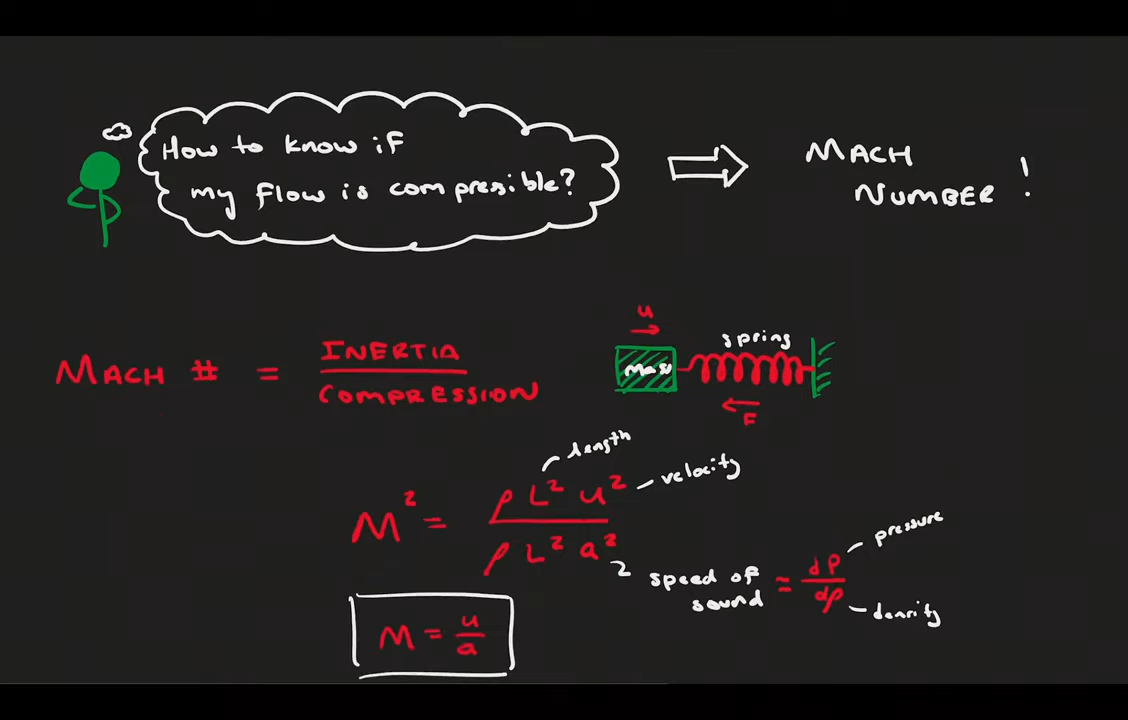 How to know if
my flow is compressible?
MACH
NUMBER !
MACH # = INERTIA
COMPRESSION
u
Mass
spring
F
length
velocity
M² = ρ L² u²
ρ L² a²
speed of
sound = dP
dρ
pressure
density
M = u
a